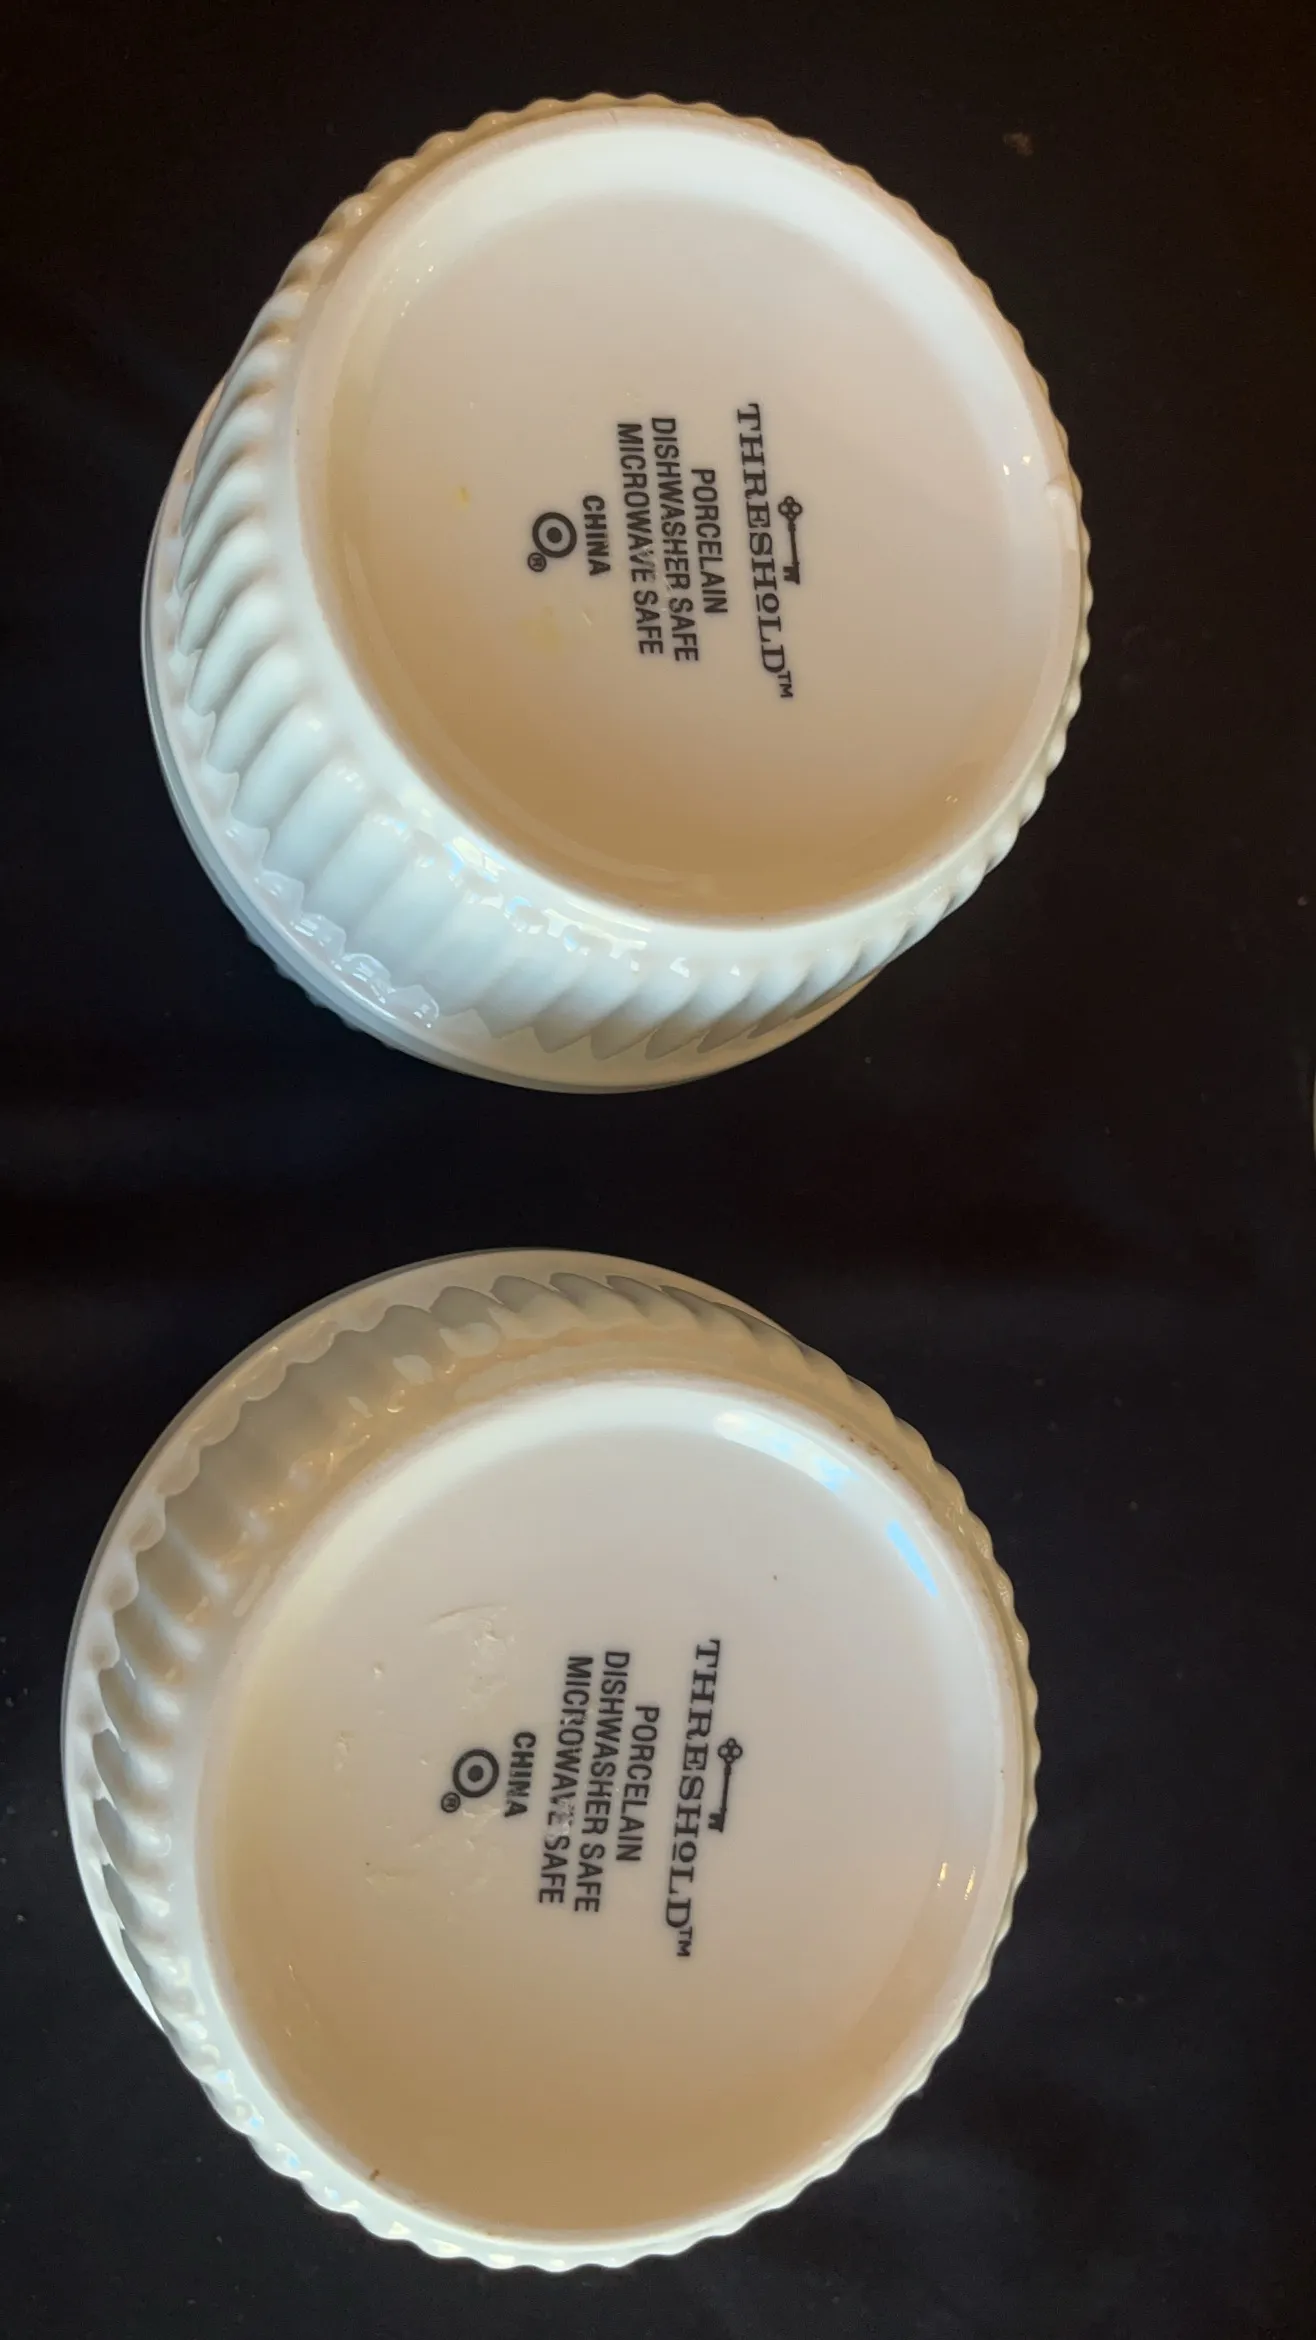 THRESHOLD™
PORCELAIN
DISHWASHER SAFE
MICROWAVE SAFE
CHINA
®
THRESHOLD™
PORCELAIN
DISHWASHER SAFE
MICROWAVE SAFE
CHINA
®